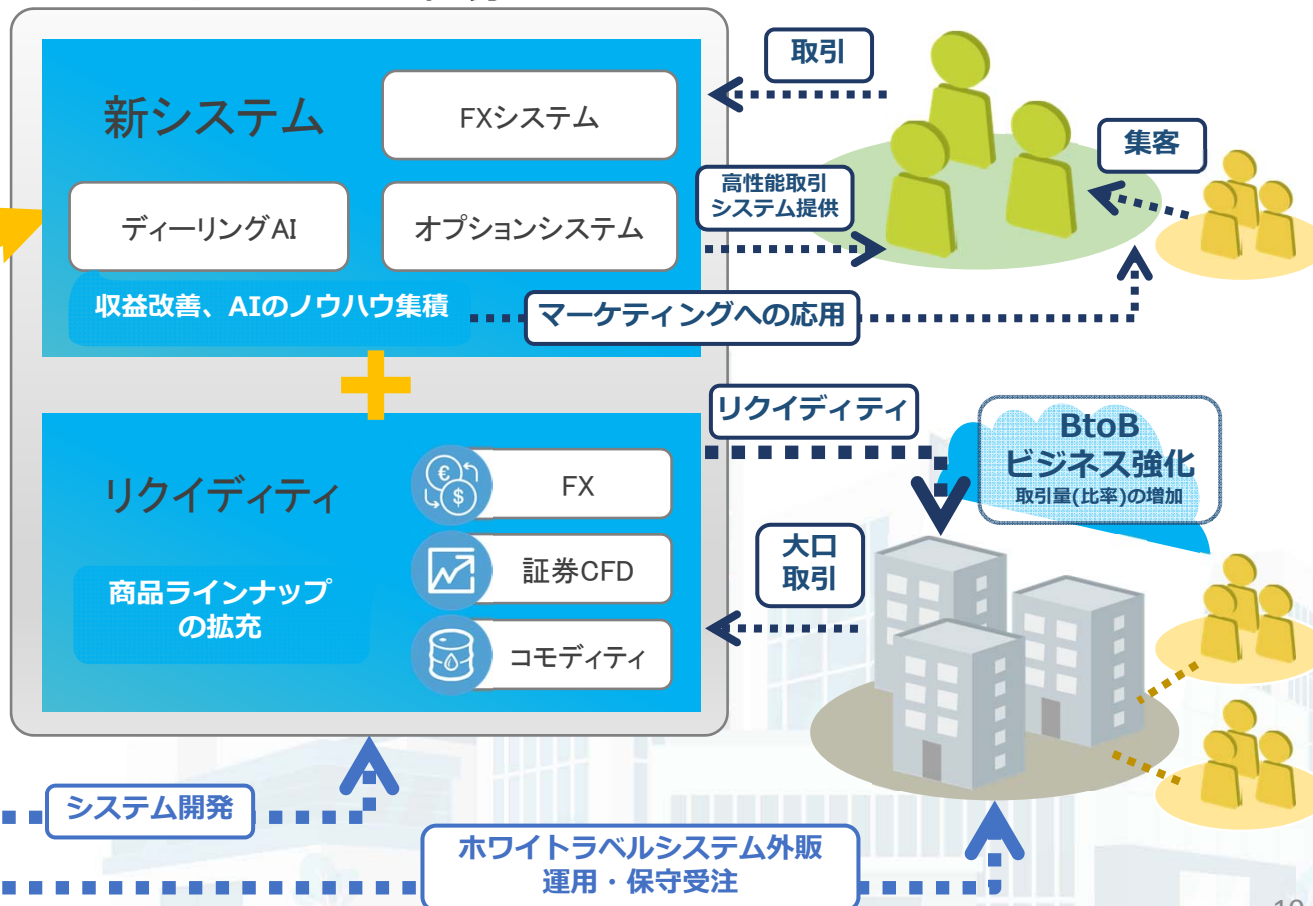 取引
新システム
FXシステム
集客
高性能取引
システム提供
ディーリングAI
オプションシステム
収益改善、AIのノウハウ集積
マーケティングへの応用
リクイディティ
BtoB
ビジネス強化
取引量(比率)の増加
リクイディティ
FX
大口
取引
証券CFD
商品ラインナップ
の拡充
コモディティ
システム開発
ホワイトラベルシステム外販
運用・保守受注